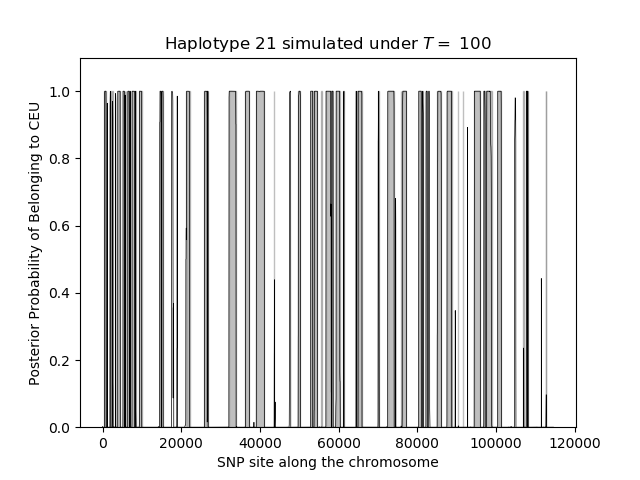 Haplotype 21 simulated under T = 100
Posterior Probability of Belonging to CEU
1.0
0.8
0.6
0.4
0.2
0.0
0 20000 40000 60000 80000 100000 120000
SNP site along the chromosome